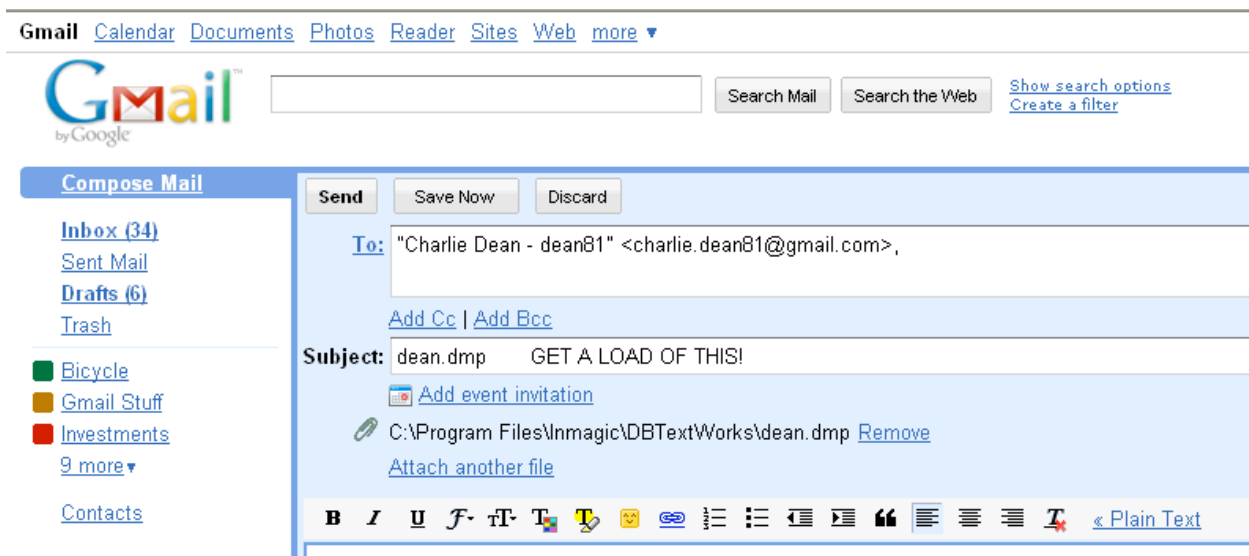 Gmail Calendar Documents Photos Reader Sites Web more ▼
Gmail™
by Google
Search Mail Search the Web Show search options
Create a filter
Compose Mail
Send Save Now Discard
Inbox (34)
To: "Charlie Dean - dean81" <charlie.dean81@gmail.com>,
Sent Mail
Drafts (6)
Trash
Add Cc | Add Bcc
Subject: dean.dmp GET A LOAD OF THIS!
Bicycle
Add event invitation
Gmail Stuff
Investments
C:\Program Files\Inmagic\DBTextWorks\dean.dmp Remove
9 more ▼
Attach another file
Contacts
B I U F T T T T « Plain Text